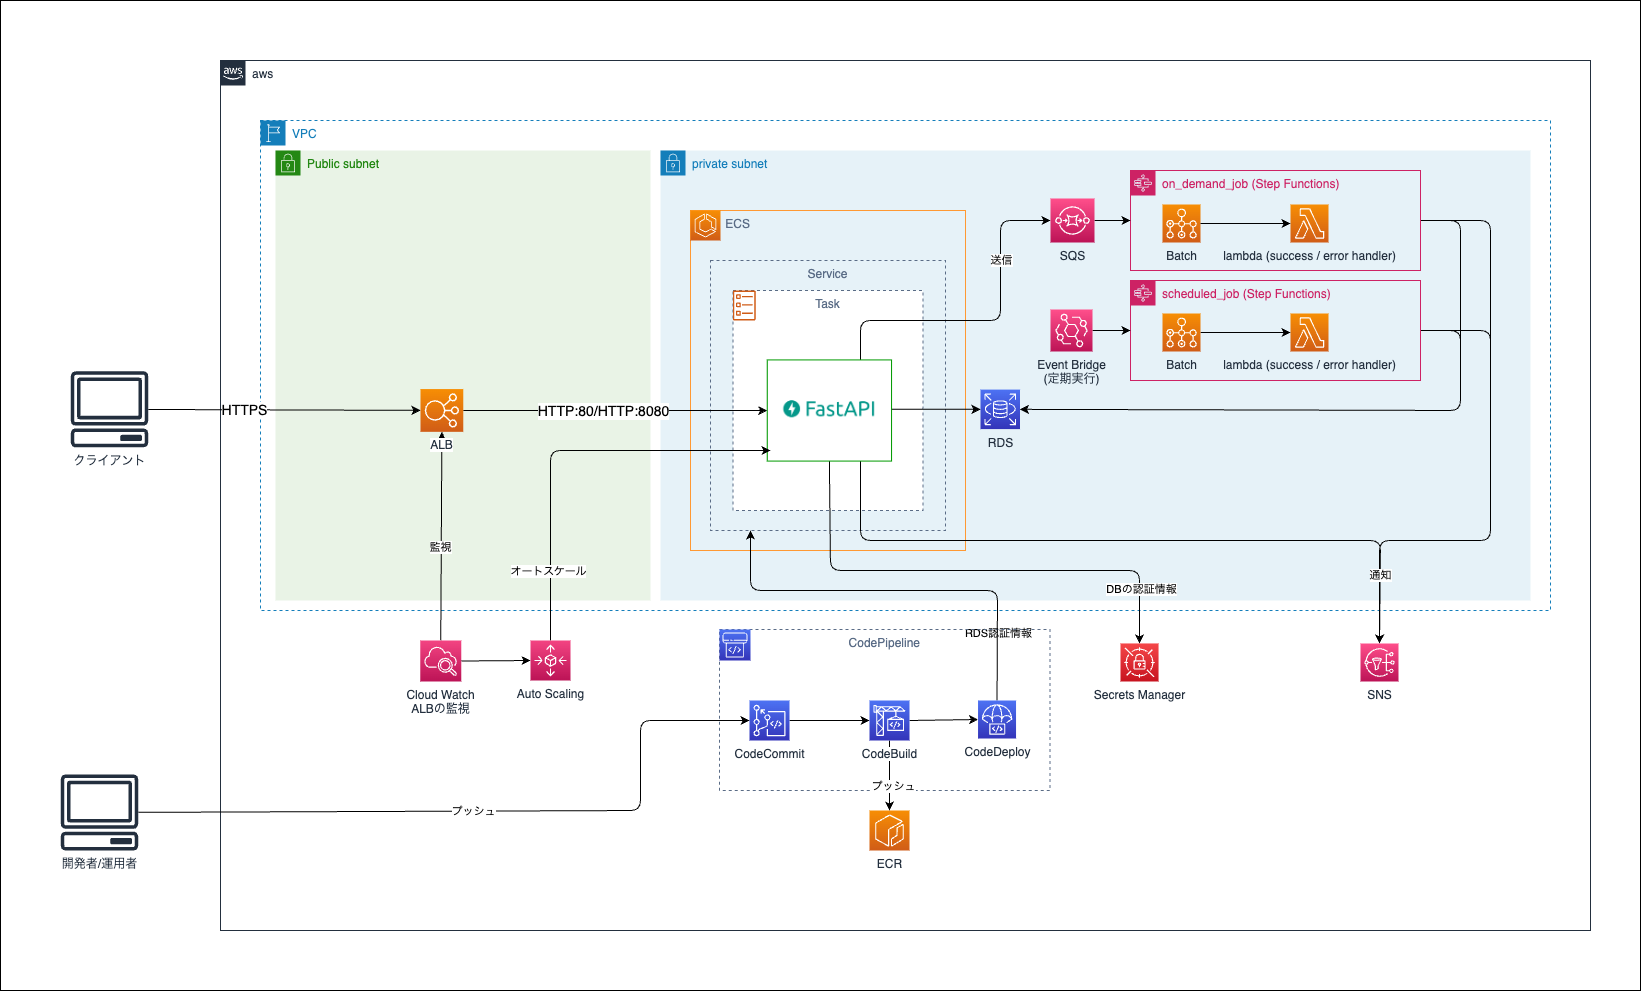 aws
aws
VPC
Public subnet
private subnet
on_demand_job (Step Functions)
ECS
Batch
lambda (success / error handler)
SQS
送信
Service
Task
scheduled_job (Step Functions)
Batch
lambda (success / error handler)
Event Bridge
(定期実行)
HTTPS
HTTP:80/HTTP:8080
FastAPI
ALB
RDS
クライアント
監視
オートスケール
通知
DBの認証情報
RDS認証情報
CodePipeline
Cloud Watch
ALBの監視
Auto Scaling
Secrets Manager
SNS
CodeCommit
CodeBuild
CodeDeploy
プッシュ
プッシュ
開発者/運用者
ECR